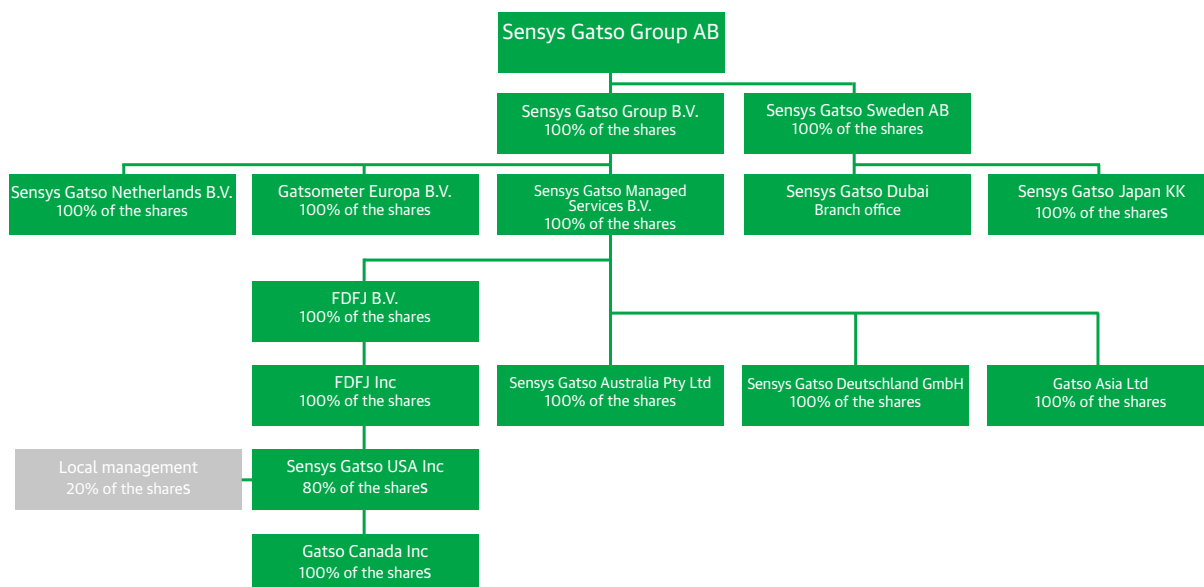 Sensys Gatso Group AB
Sensys Gatso Group B.V.
100% of the shares
Sensys Gatso Sweden AB
100% of the shares
Sensys Gatso Netherlands B.V.
100% of the shares
Gatsometer Europa B.V.
100% of the shares
Sensys Gatso Managed
Services B.V.
100% of the shares
Sensys Gatso Dubai
Branch office
Sensys Gatso Japan KK
100% of the shares
FDFJ B.V.
100% of the shares
FDFJ Inc
100% of the shares
Sensys Gatso Australia Pty Ltd
100% of the shares
Sensys Gatso Deutschland GmbH
100% of the shares
Gatso Asia Ltd
100% of the shares
Local management
20% of the shares
Sensys Gatso USA Inc
80% of the shares
Gatso Canada Inc
100% of the shares